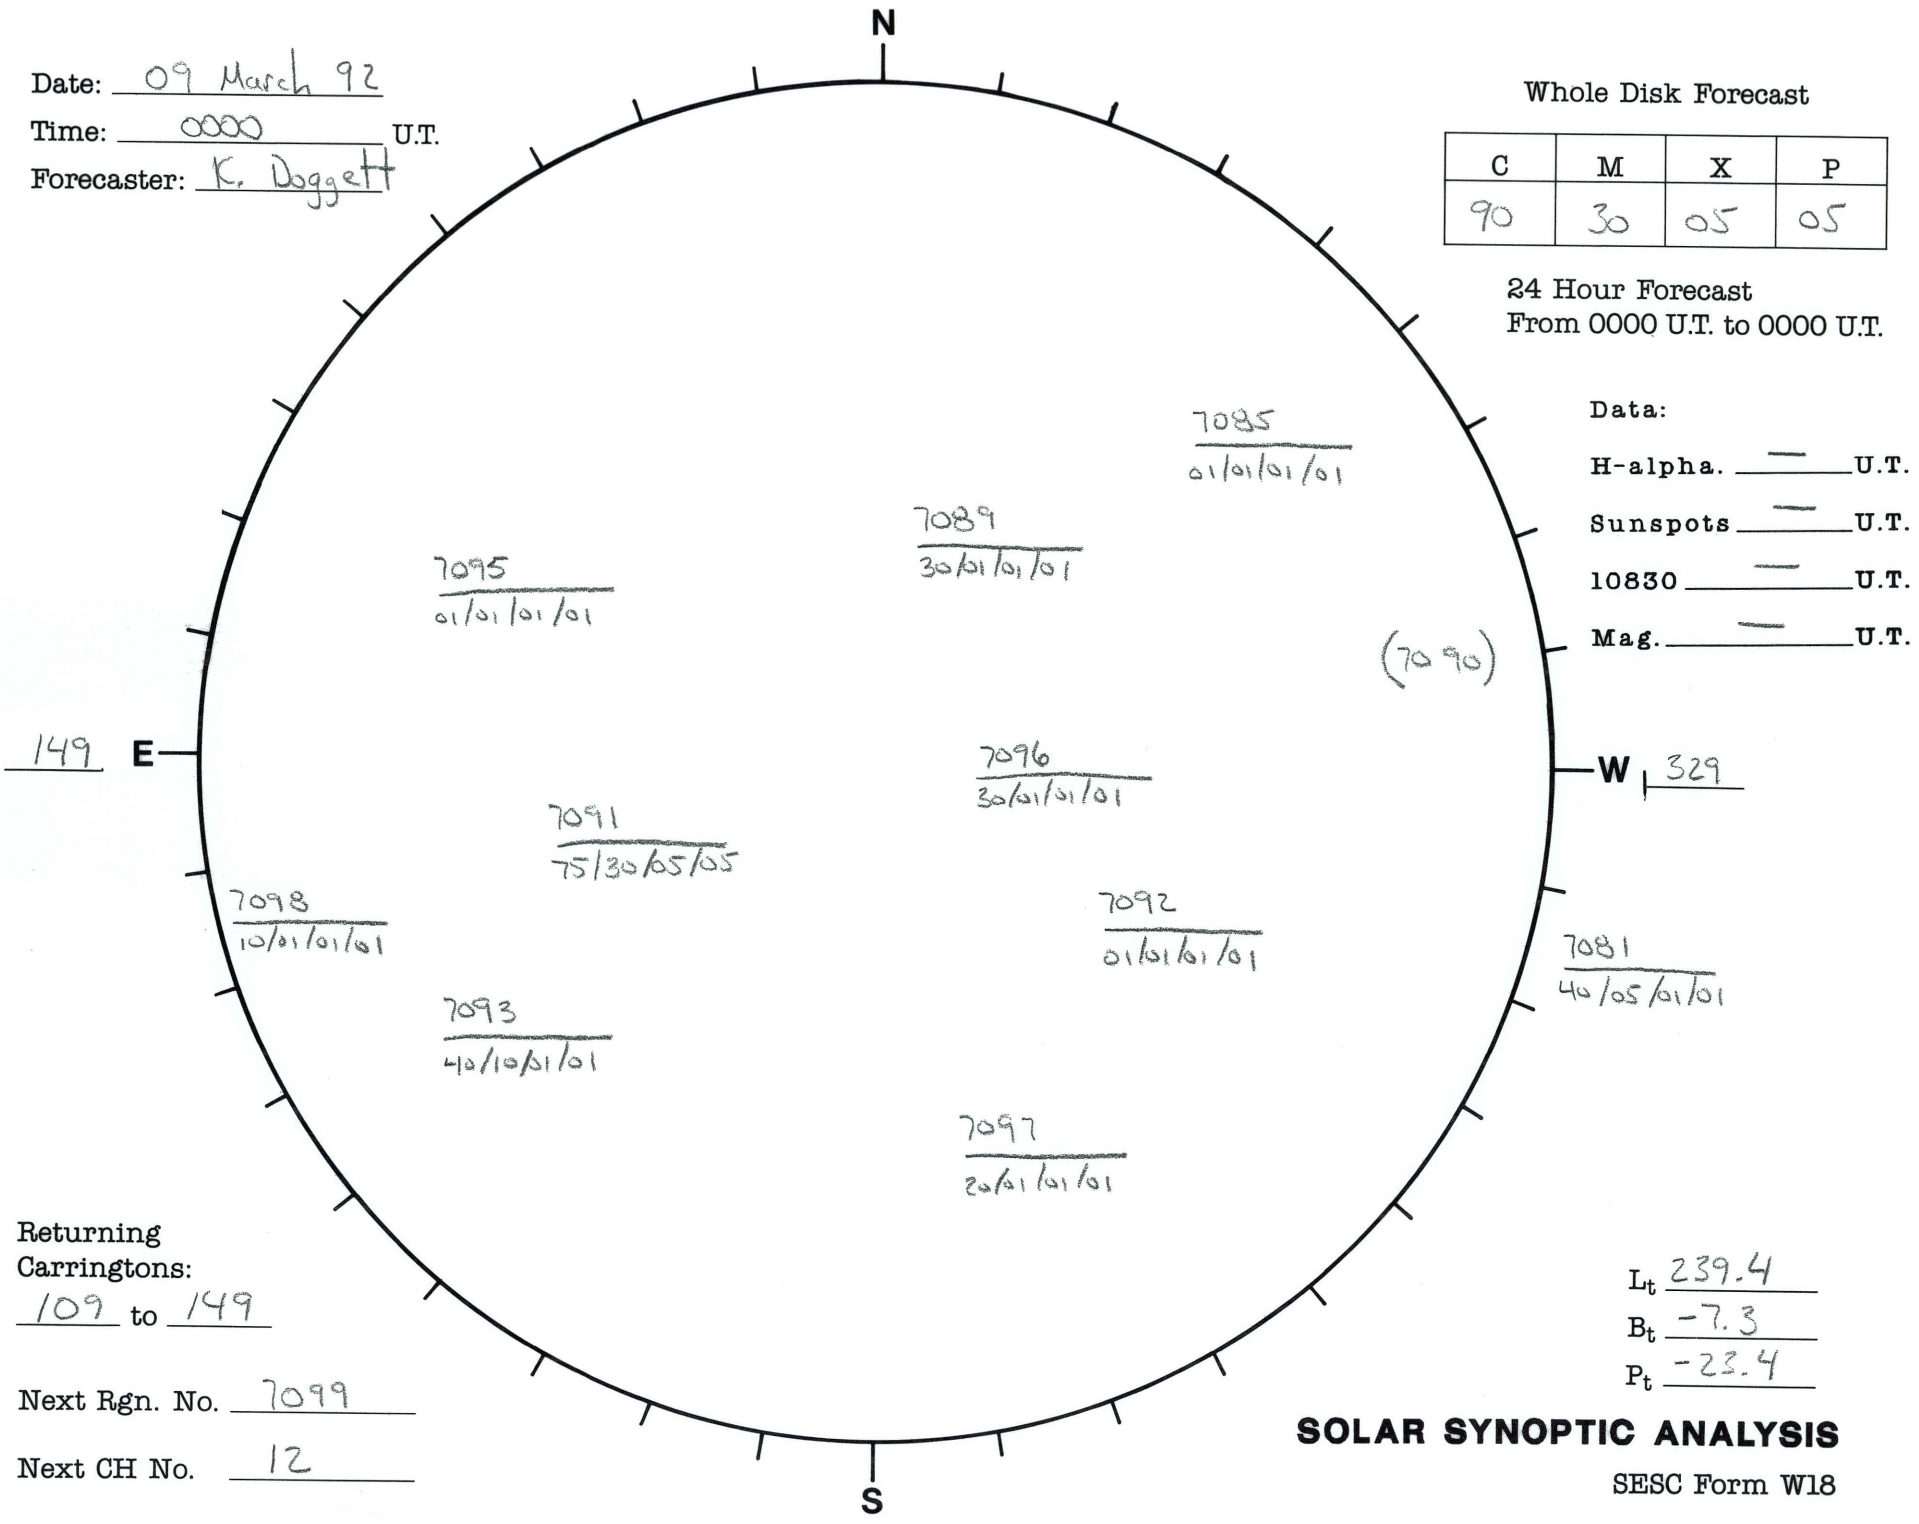 N
Date: 09 March 92
Time: 0000 U.T.
Forecaster: K. Doggett
Whole Disk Forecast
C M X P
90 30 05 05
24 Hour Forecast
From 0000 U.T. to 0000 U.T.
Data:
H-alpha. — U.T.
Sunspots — U.T.
10830 — U.T.
Mag. — U.T.
7085
01/01/01/01
7089
30/01/01/01
7095
01/01/01/01
(7090)
149 E
W 329
7096
30/01/01/01
7091
75/30/05/05
7098
10/01/01/01
7092
01/01/01/01
7081
40/05/01/01
7093
40/10/01/01
7097
20/01/01/01
Returning
Carringtons:
109 to 149
Next Rgn. No. 7099
Next CH No. 12
Lt 239.4
Bt -7.3
Pt -23.4
SOLAR SYNOPTIC ANALYSIS
SESC Form W18
S